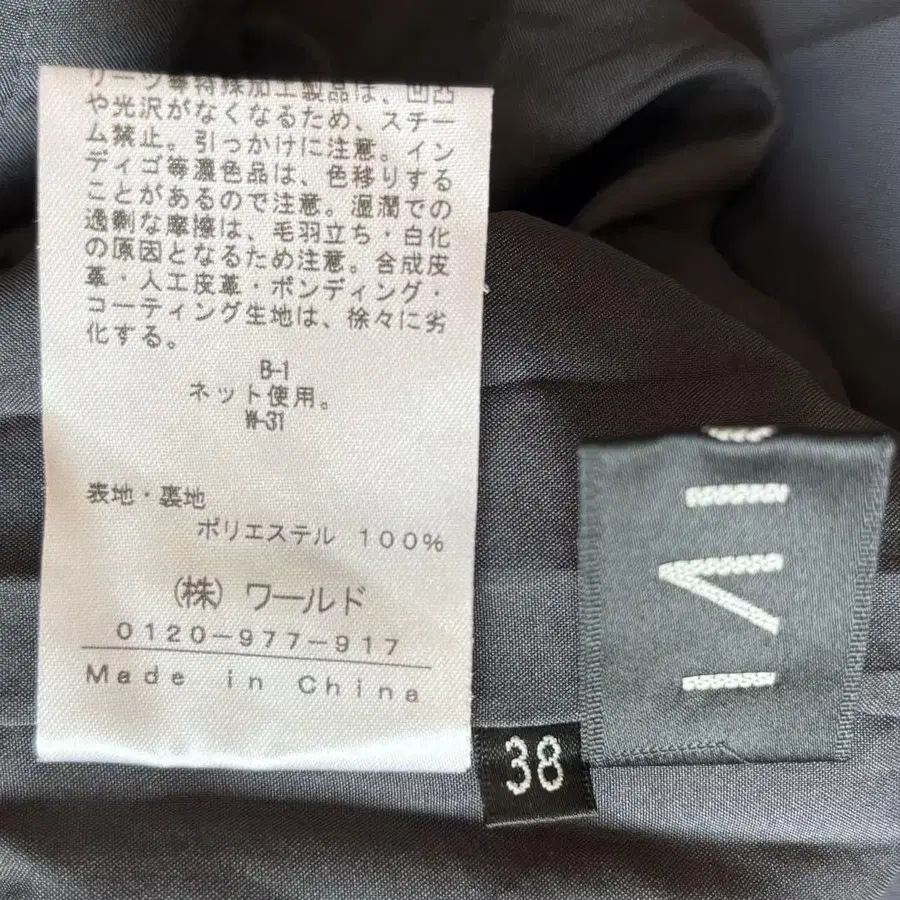 リーツ等特殊加工製品は、凹凸
や光沢がなくなるため、スチー
ム禁止。引っかけに注意。イン
ディゴ等濃色品は、色移りする
ことがあるので注意。湿潤での
過剰な摩擦は、毛羽立ち・白化
の原因となるため注意。合成皮
革・人工皮革・ボンディング・
コーティング生地は、徐々に劣
化する。
B-1
ネット使用。
W-31
表地・裏地
ポリエステル 100%
(株)ワールド
0120-977-917
Made in China
38